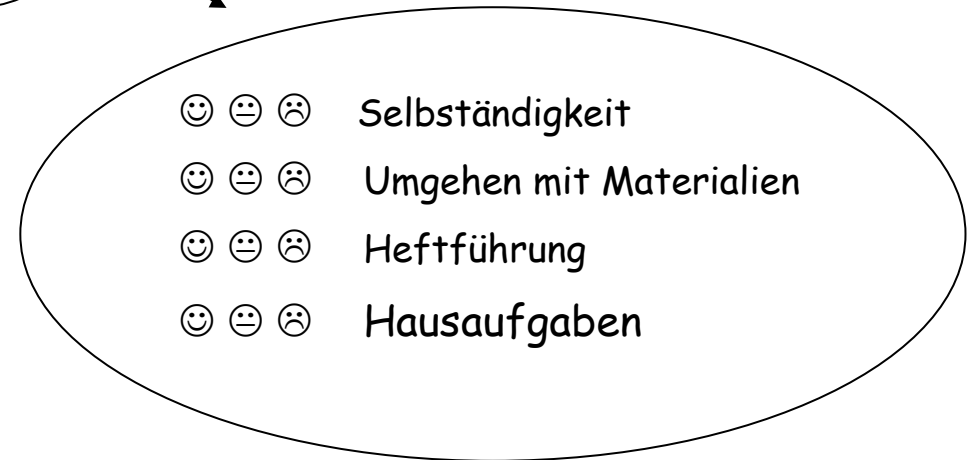 ☺ 😐 ☹ Selbständigkeit
☺ 😐 ☹ Umgehen mit Materialien
☺ 😐 ☹ Heftführung
☺ 😐 ☹ Hausaufgaben